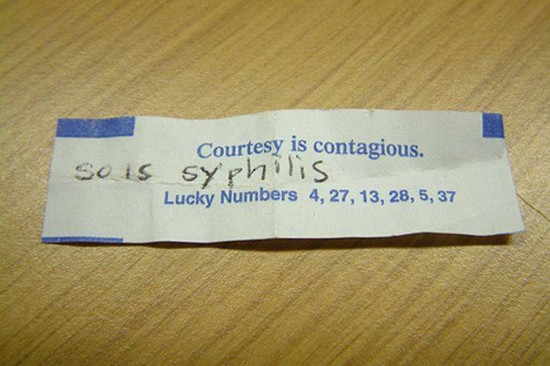 Courtesy is contagious.
so is syphilis
Lucky Numbers 4, 27, 13, 28, 5, 37